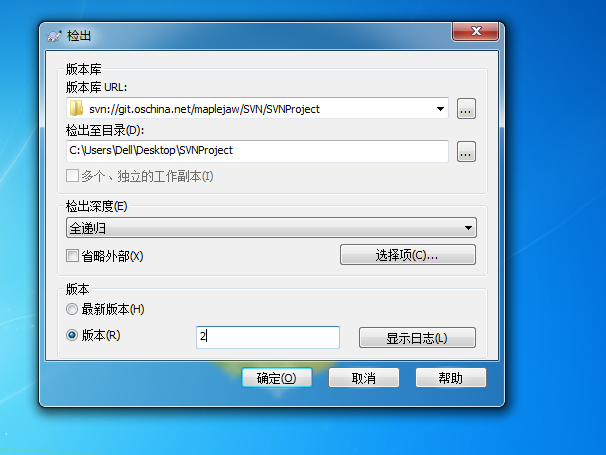 检出
版本库
版本库 URL:
svn://git.oschina.net/maplejaw/SVN/SVNProject
...
检出至目录(D):
C:\Users\Dell\Desktop\SVNProject
...
多个、独立的工作副本(I)
检出深度(E)
全递归
省略外部(X)
选择项(C)...
版本
最新版本(H)
版本(R)
2
显示日志(L)
确定(O)
取消
帮助